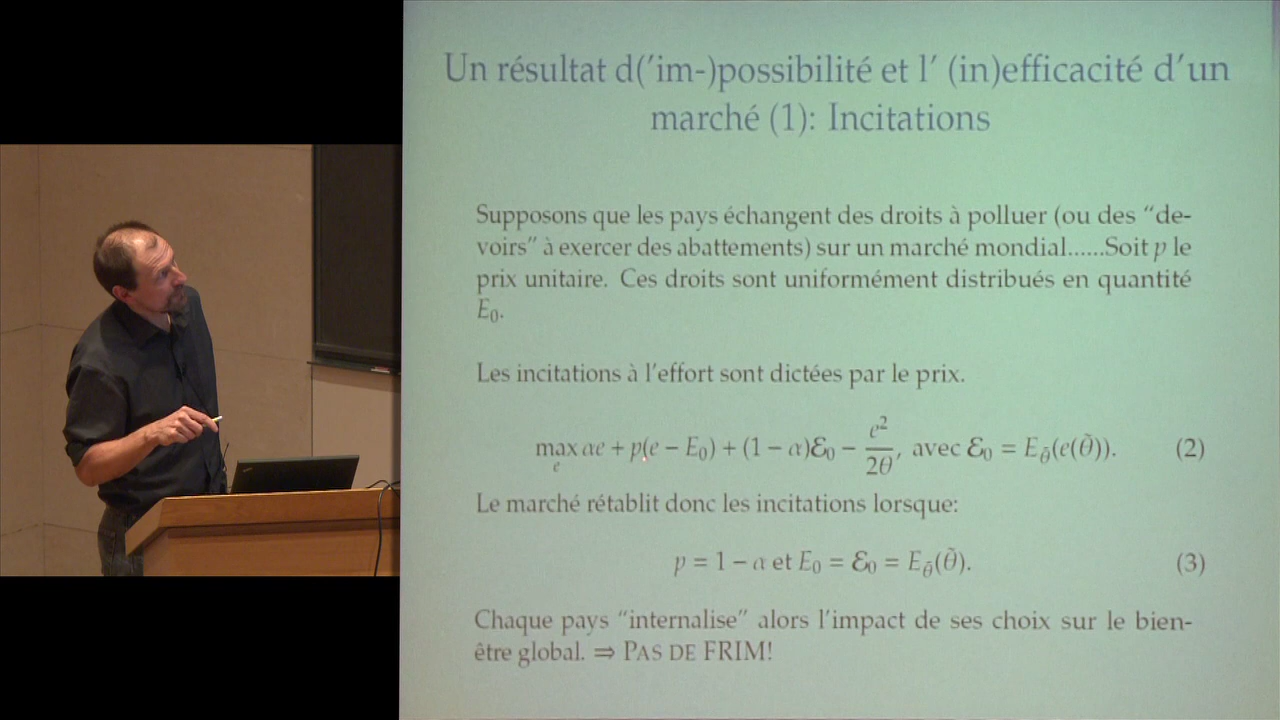 Un résultat d('im-)possibilité et l' (in)efficacité d'un
marché (1): Incitations
Supposons que les pays échangent des droits à polluer (ou des “de-
voirs” à exercer des abattements) sur un marché mondial......Soit p le
prix unitaire. Ces droits sont uniformément distribués en quantité
E₀.
Les incitations à l'effort sont dictées par le prix.
max_e αe + p(e − E₀) + (1 − α)ℰ₀ − e²/2θ, avec ℰ₀ = E_θ̃(e(θ̃)). (2)
Le marché rétablit donc les incitations lorsque:
p = 1 − α et E₀ = ℰ₀ = E_θ̃(θ̃). (3)
Chaque pays “internalise” alors l'impact de ses choix sur le bien-
être global. ⇒ PAS DE FRIM!